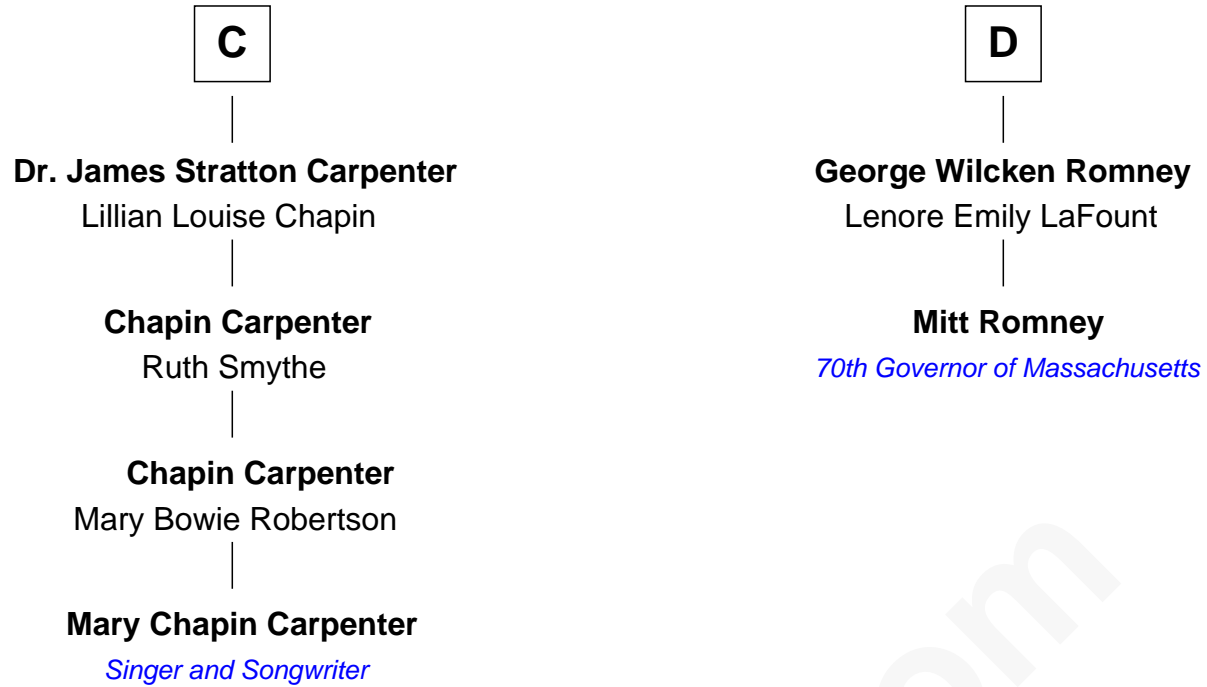 C
Dr. James Stratton Carpenter
Lillian Louise Chapin
Chapin Carpenter
Ruth Smythe
Chapin Carpenter
Mary Bowie Robertson
Mary Chapin Carpenter
Singer and Songwriter
D
George Wilcken Romney
Lenore Emily LaFount
Mitt Romney
70th Governor of Massachusetts
om